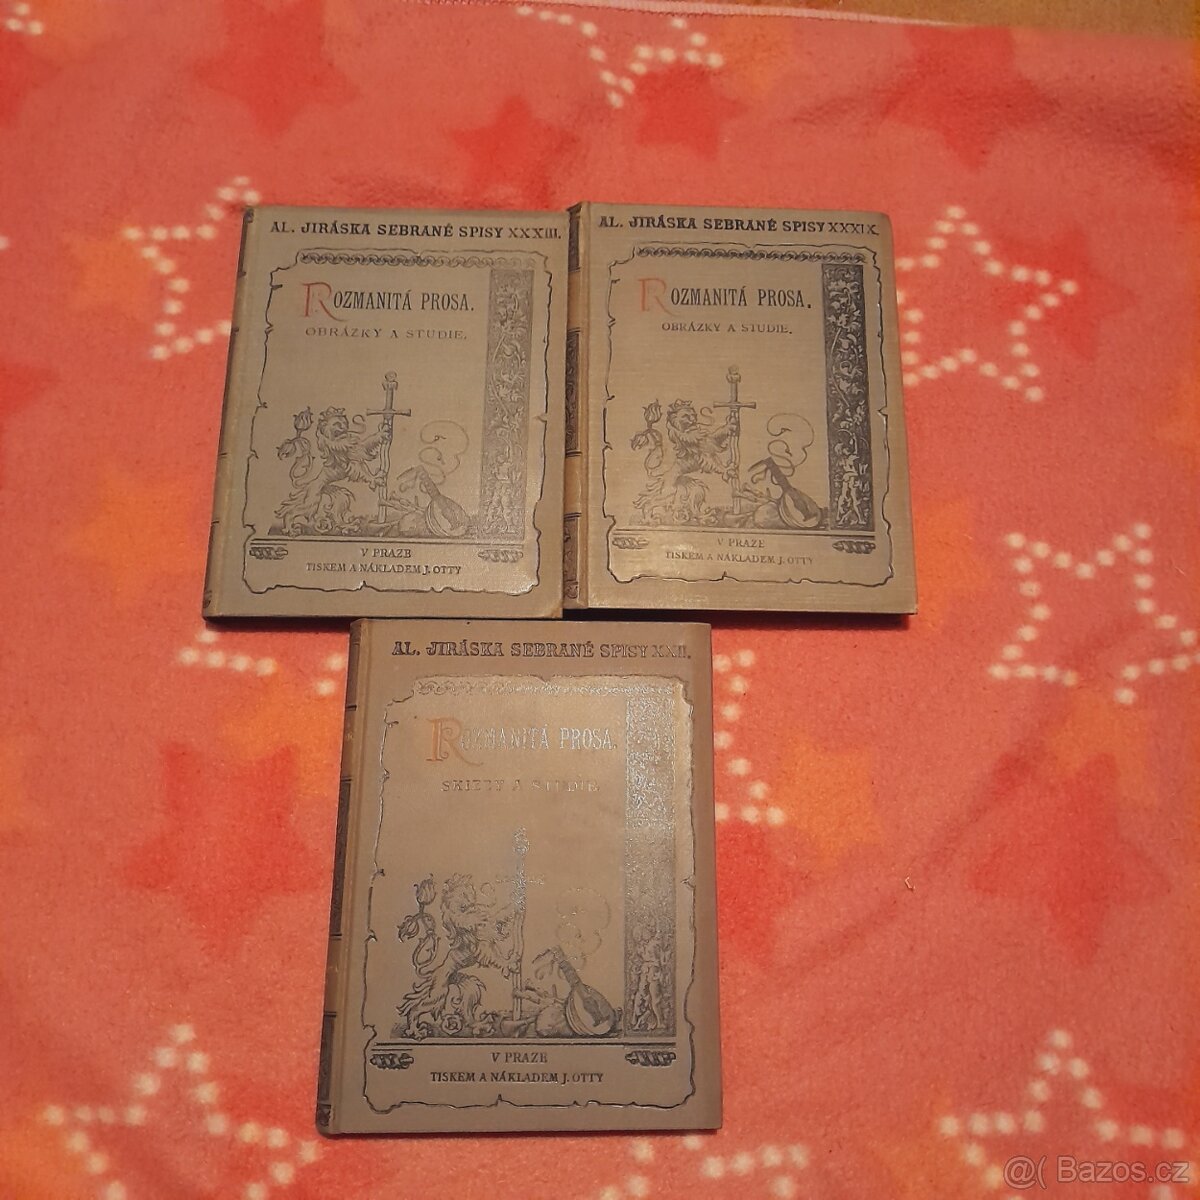 AL. JIRÁSKA SEBRANÉ SPISY XXXIII.
ROZMANITÁ PROSA.
OBRÁZKY A STUDIE.
V PRAZE
TISKEM A NÁKLADEM J. OTTY
AL. JIRÁSKA SEBRANÉ SPISY XXXIX.
ROZMANITÁ PROSA.
OBRÁZKY A STUDIE.
V PRAZE
TISKEM A NÁKLADEM J. OTTY
AL. JIRÁSKA SEBRANÉ SPISY XXII.
ROZMANITÁ PROSA.
SKIZZY A STUDIE.
V PRAZE
TISKEM A NÁKLADEM J. OTTY
@( Bazos.cz